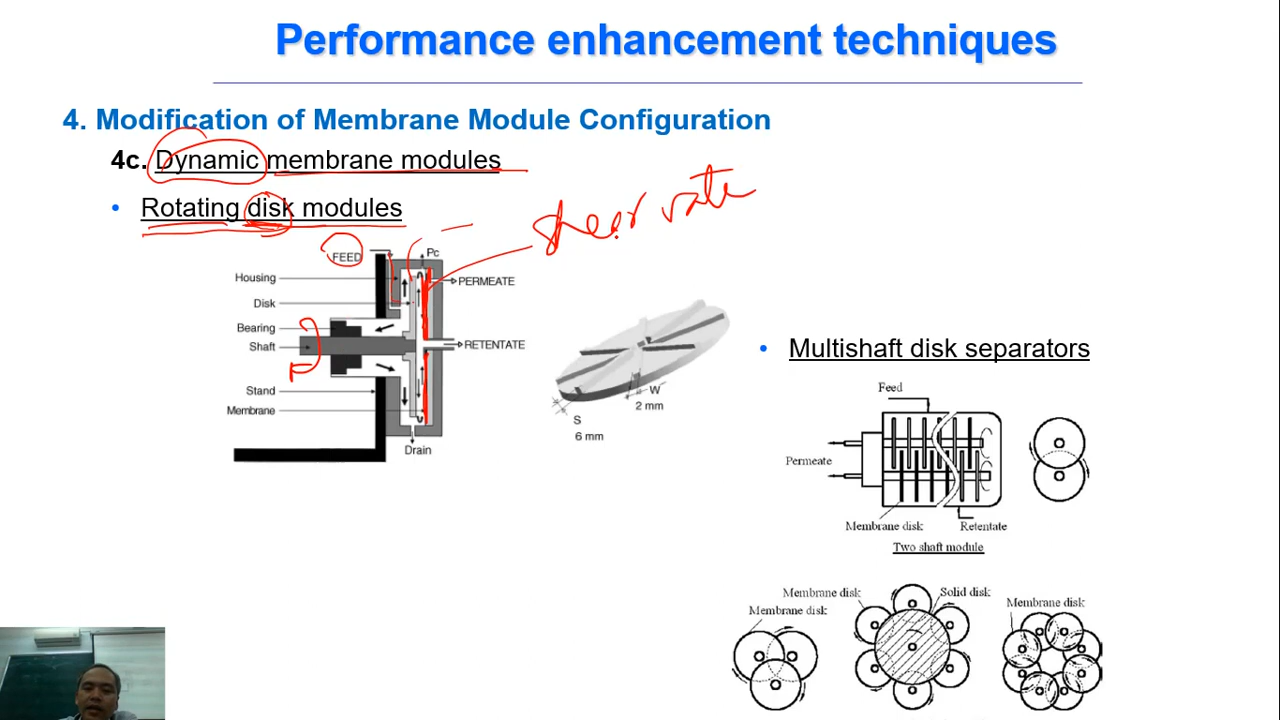 Performance enhancement techniques
4. Modification of Membrane Module Configuration
4c. Dynamic membrane modules
• Rotating disk modules
shear rate
FEED
Pc
Housing
PERMEATE
Disk
Bearing
Shaft
RETENTATE
Stand
Membrane
Drain
W
2 mm
S
6 mm
• Multishaft disk separators
Feed
Permeate
Membrane disk
Retentate
Two shaft module
Membrane disk
Membrane disk
Solid disk
Membrane disk